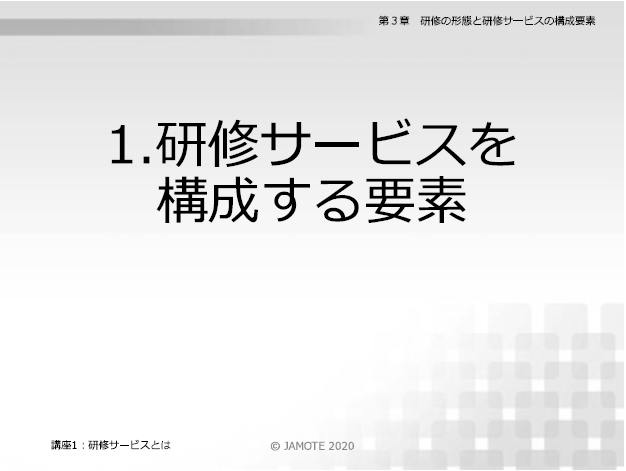 第３章　研修の形態と研修サービスの構成要素
1.研修サービスを
構成する要素
講座1：研修サービスとは
© JAMOTE 2020